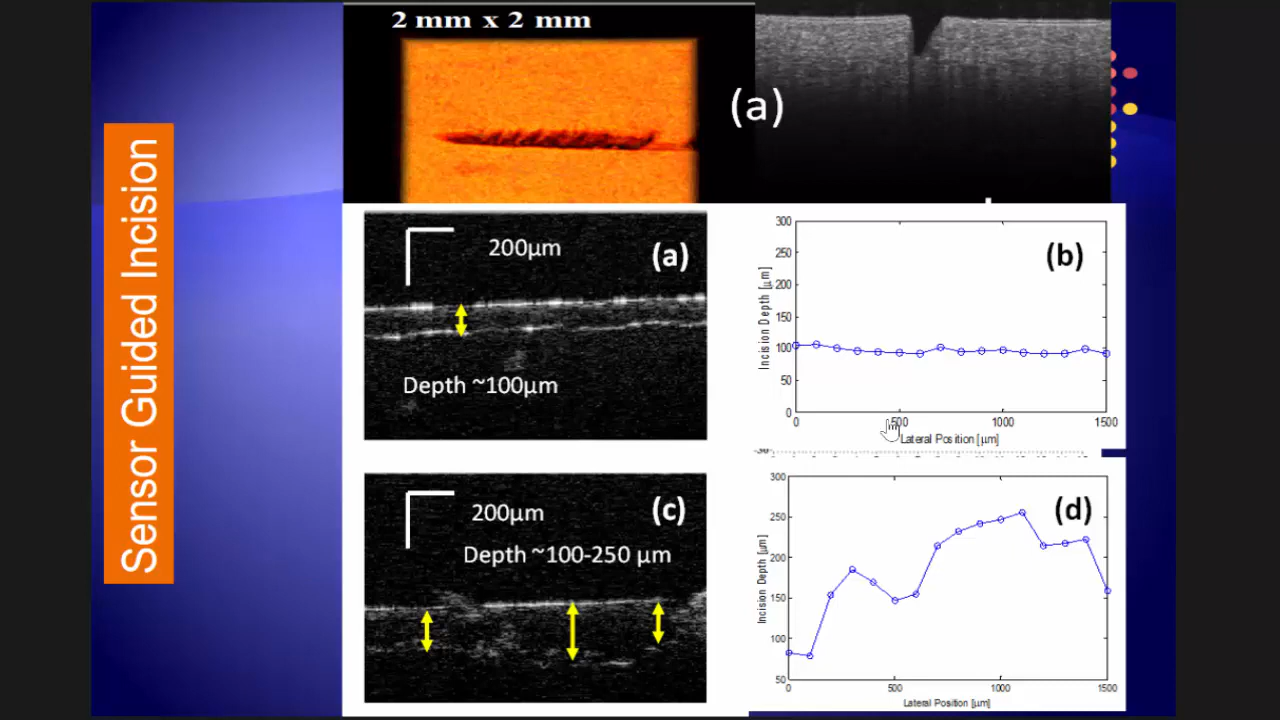 Sensor Guided Incision
2 mm x 2 mm
(a)
200µm
(a)
Depth ~100µm
(b)
300
250
200
150
100
50
0
Incision Depth [µm]
0
500
1000
1500
Lateral Position [µm]
200µm
(c)
Depth ~100-250 µm
(d)
300
250
200
150
100
50
Incision Depth [µm]
0
500
1000
1500
Lateral Position [µm]